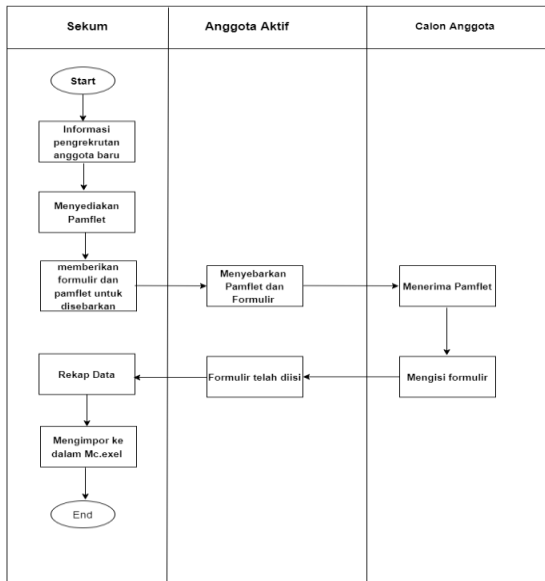 Sekum
Anggota Aktif
Calon Anggota
Start
Informasi
pengrekrutan
anggota baru
Menyediakan
Pamflet
memberikan
formulir dan
pamflet untuk
disebarkan
Menyebarkan
Pamflet dan
Formulir
Menerima Pamflet
Mengisi formulir
Formulir telah diisi
Rekap Data
Mengimpor ke
dalam Mc.exel
End